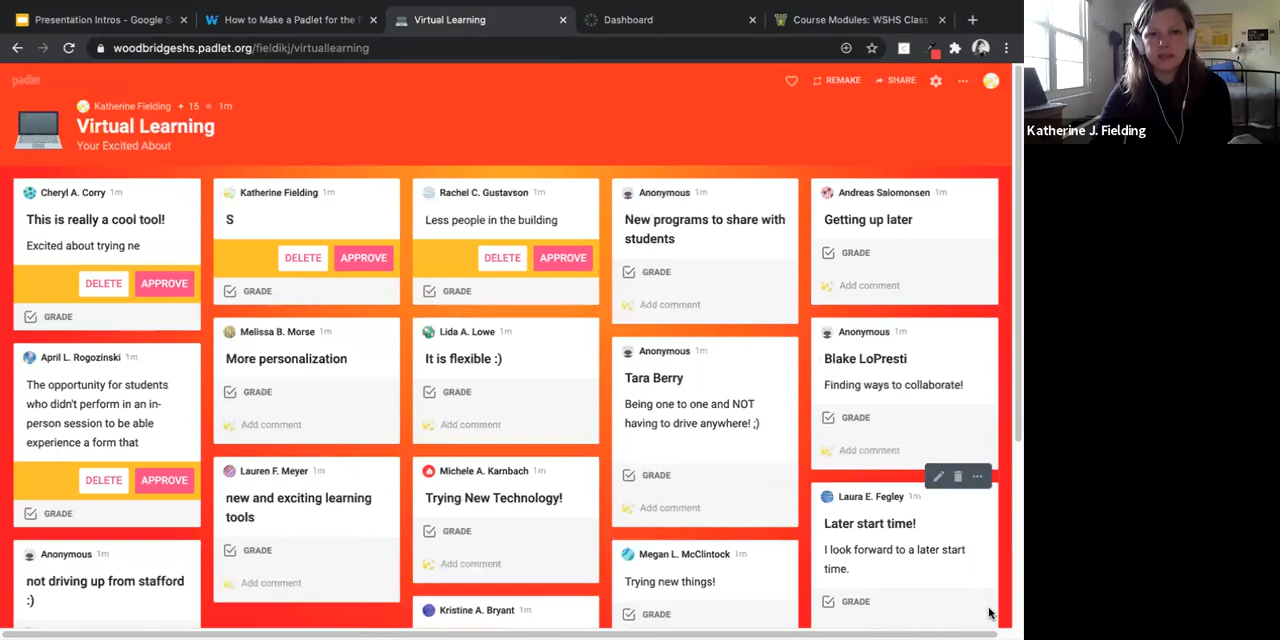 Presentation Intros - Google S
How to Make a Padlet for the P
Virtual Learning
Dashboard
Course Modules: WSHS Class
woodbridgeshs.padlet.org/fieldikj/virtuallearning
padlet
REMAKE
SHARE
Katherine Fielding + 15 1m
Virtual Learning
Your Excited About
Cheryl A. Corry 1m
This is really a cool tool!
Excited about trying ne
DELETE APPROVE
GRADE
April L. Rogozinski 1m
The opportunity for students
who didn't perform in an in-
person session to be able
experience a form that
DELETE APPROVE
GRADE
Anonymous 1m
not driving up from stafford
:)
Katherine Fielding 1m
S
DELETE APPROVE
GRADE
Melissa B. Morse 1m
More personalization
GRADE
Add comment
Lauren F. Meyer 1m
new and exciting learning
tools
GRADE
Add comment
Rachel C. Gustavson 1m
Less people in the building
DELETE APPROVE
GRADE
Lida A. Lowe 1m
It is flexible :)
GRADE
Add comment
Michele A. Karnbach 1m
Trying New Technology!
GRADE
Add comment
Kristine A. Bryant 1m
Anonymous 1m
New programs to share with
students
GRADE
Add comment
Anonymous 1m
Tara Berry
Being one to one and NOT
having to drive anywhere! ;)
GRADE
Add comment
Megan L. McClintock 1m
Trying new things!
GRADE
Andreas Salomonsen 1m
Getting up later
GRADE
Add comment
Anonymous 1m
Blake LoPresti
Finding ways to collaborate!
GRADE
Add comment
Laura E. Fegley 1m
Later start time!
I look forward to a later start
time.
GRADE
Katherine J. Fielding